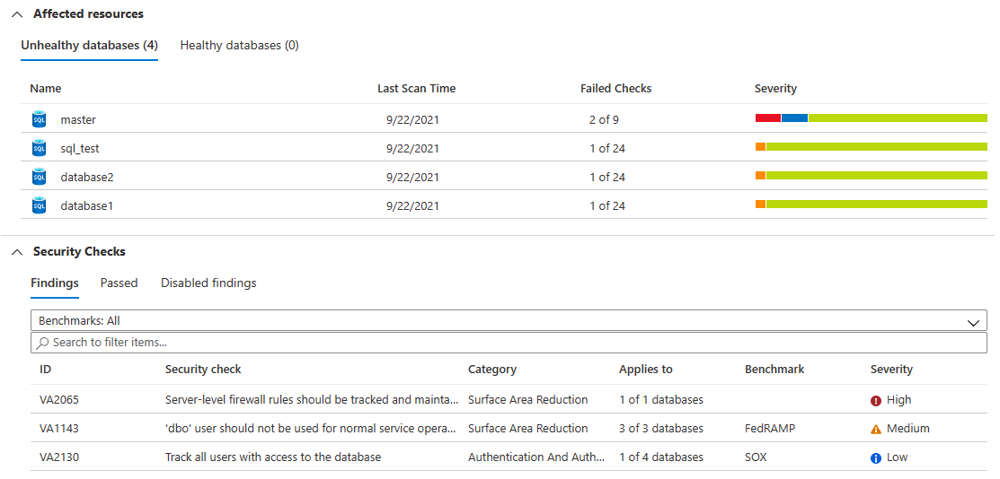 Affected resources
Unhealthy databases (4) Healthy databases (0)
Name Last Scan Time Failed Checks Severity
SQL master 9/22/2021 2 of 9
SQL sql_test 9/22/2021 1 of 24
SQL database2 9/22/2021 1 of 24
SQL database1 9/22/2021 1 of 24
Security Checks
Findings Passed Disabled findings
Benchmarks: All
Search to filter items...
ID Security check Category Applies to Benchmark Severity
VA2065 Server-level firewall rules should be tracked and mainta... Surface Area Reduction 1 of 1 databases High
VA1143 'dbo' user should not be used for normal service opera... Surface Area Reduction 3 of 3 databases FedRAMP Medium
VA2130 Track all users with access to the database Authentication And Auth... 1 of 4 databases SOX Low